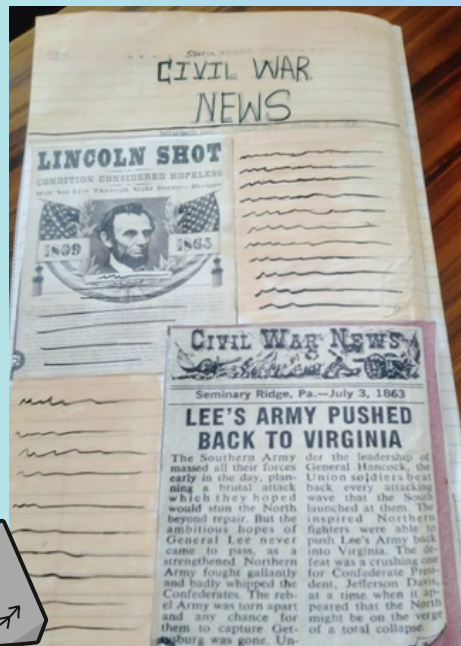 CIVIL WAR
NEWS
LINCOLN SHOT
CONDITION CONSIDERED HOPELESS
Will Not Live Through Night Doctors Declare
1809
1865
CIVIL WAR NEWS
Seminary Ridge, Pa.—July 3, 1863
LEE'S ARMY PUSHED
BACK TO VIRGINIA
The Southern Army
massed all their forces
early in the day, plan-
ning a brutal attack
which they hoped
would stun the North
beyond repair. But the
ambitious hopes of
General Lee never
came to pass, as a
strengthened Northern
Army fought gallantly
and badly whipped the
Confederates. The reb-
el Army was torn apart
and any chance for
them to capture Get-
tysburg was gone. Un-
der the leadership of
General Hancock, the
Union soldiers beat
back every attacking
wave that the South
launched at them. The
inspired Northern
fighters were able to
push Lee's Army back
into Virginia. The de-
feat was a crushing one
for Confederate Presi-
dent, Jefferson Davis,
at a time when it ap-
peared that the North
might be on the verge
of a total collapse.